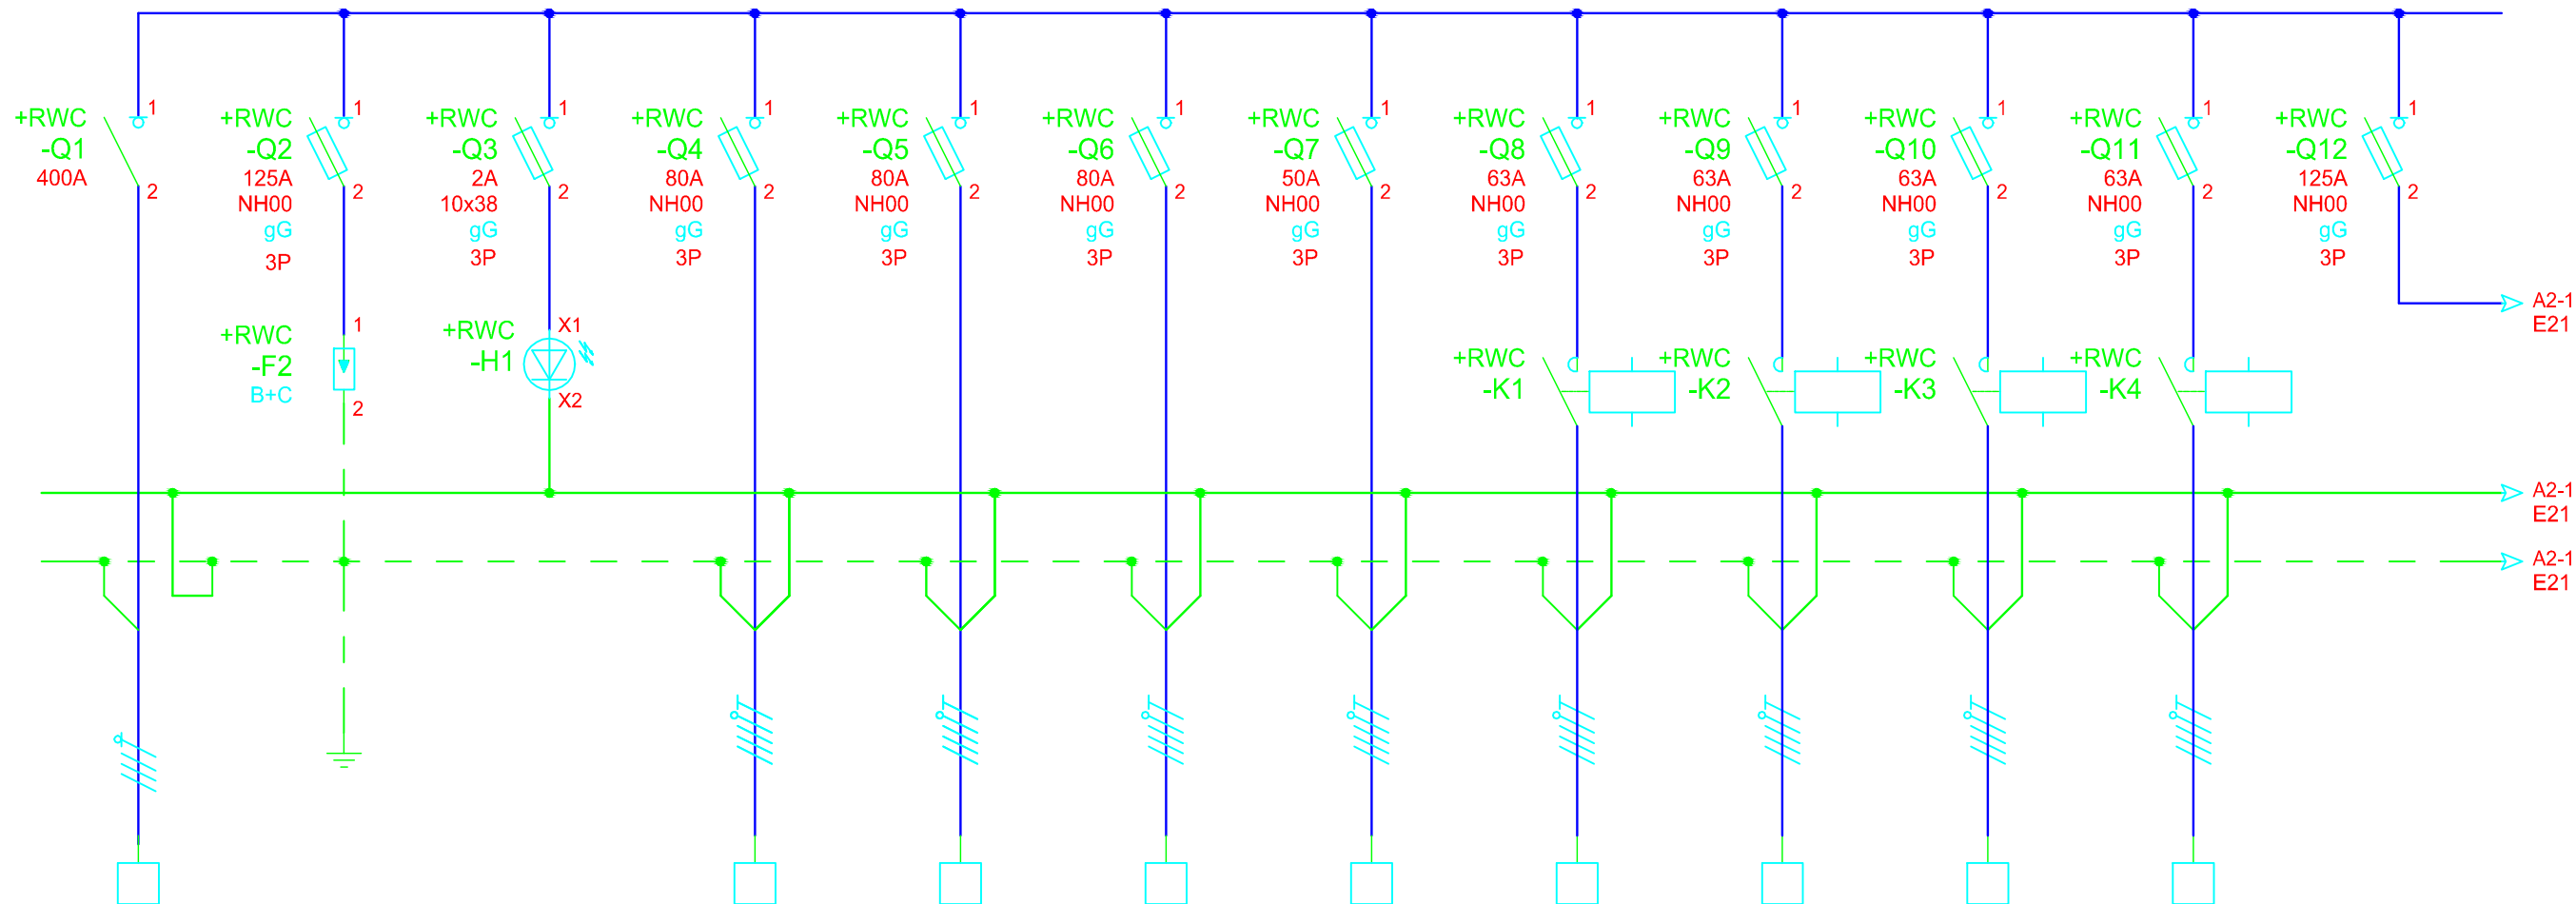 +RWC
-Q1
400A
1
2
+RWC
-Q2
125A
NH00
gG
3P
1
2
+RWC
-Q3
2A
10x38
gG
3P
1
2
+RWC
-Q4
80A
NH00
gG
3P
1
2
+RWC
-Q5
80A
NH00
gG
3P
1
2
+RWC
-Q6
80A
NH00
gG
3P
1
2
+RWC
-Q7
50A
NH00
gG
3P
1
2
+RWC
-Q8
63A
NH00
gG
3P
1
2
+RWC
-Q9
63A
NH00
gG
3P
1
2
+RWC
-Q10
63A
NH00
gG
3P
1
2
+RWC
-Q11
63A
NH00
gG
3P
1
2
+RWC
-Q12
125A
NH00
gG
3P
1
2
A2-1
E21
+RWC
-F2
B+C
1
2
+RWC
-H1
X1
X2
+RWC
-K1
+RWC
-K2
+RWC
-K3
+RWC
-K4
A2-1
E21
A2-1
E21